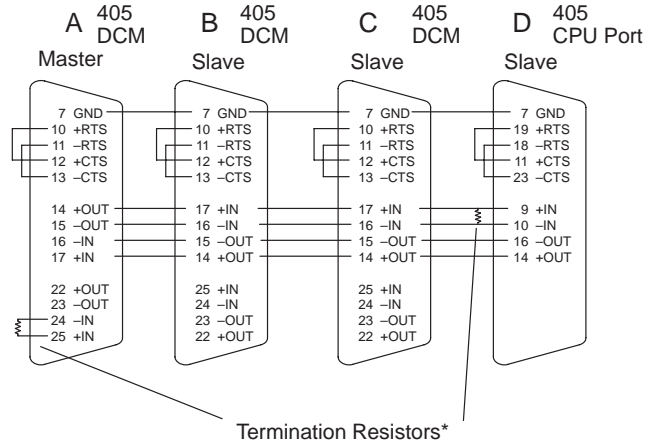 A 405 DCM
Master
7 GND
10 +RTS
11 –RTS
12 +CTS
13 –CTS
14 +OUT
15 –OUT
16 –IN
17 +IN
22 +OUT
23 –OUT
24 –IN
25 +IN
B 405 DCM
Slave
7 GND
10 +RTS
11 –RTS
12 +CTS
13 –CTS
17 +IN
16 –IN
15 –OUT
14 +OUT
25 +IN
24 –IN
23 –OUT
22 +OUT
C 405 DCM
Slave
7 GND
10 +RTS
11 –RTS
12 +CTS
13 –CTS
17 +IN
16 –IN
15 –OUT
14 +OUT
25 +IN
24 –IN
23 –OUT
22 +OUT
D 405 CPU Port
Slave
7 GND
19 +RTS
18 –RTS
11 +CTS
23 –CTS
9 +IN
10 –IN
16 –OUT
14 +OUT
Termination Resistors*